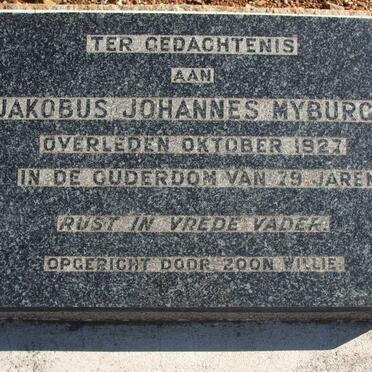 TER GEDACHTENIS
AAN
JAKOBUS JOHANNES MYBURG
OVERLEDEN OKTOBER 1927
IN DE OUDERDOM VAN 79 JAREN
RUST IN VREDE VADER.
OPGERICHT DOOR ZOON WILLIE.